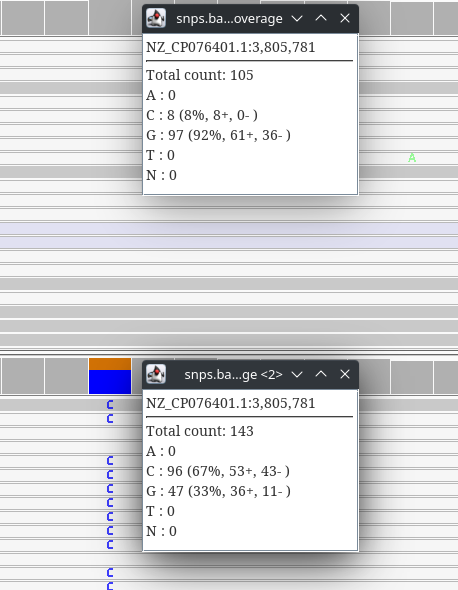 snps.ba...overage
NZ_CP076401.1:3,805,781
Total count: 105
A : 0
C : 8 (8%, 8+, 0- )
G : 97 (92%, 61+, 36- )
T : 0
N : 0
A
snps.ba...ge <2>
NZ_CP076401.1:3,805,781
Total count: 143
A : 0
C : 96 (67%, 53+, 43- )
G : 47 (33%, 36+, 11- )
T : 0
N : 0
C
C
C
C
C
C
C
C
C
C
C